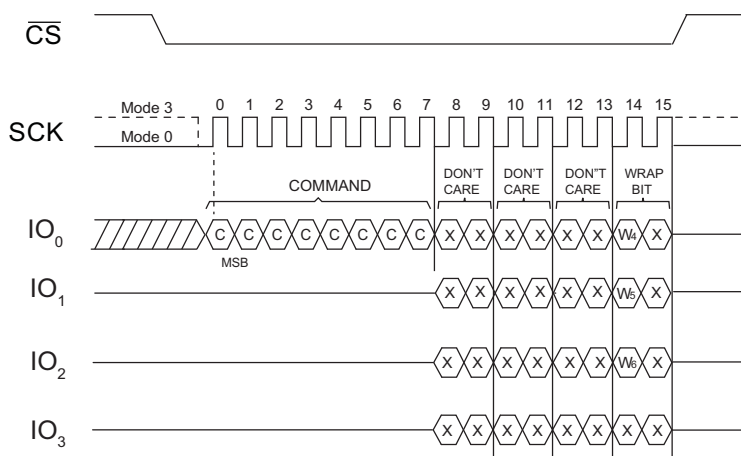 CS
Mode 3
0 1 2 3 4 5 6 7 8 9 10 11 12 13 14 15
SCK
Mode 0
COMMAND
DON'T CARE
DON'T CARE
DON"T CARE
WRAP BIT
IO0 C C C C C C C C X X X X X X W4 X
MSB
IO1 X X X X X X W5 X
IO2 X X X X X X W6 X
IO3 X X X X X X X X